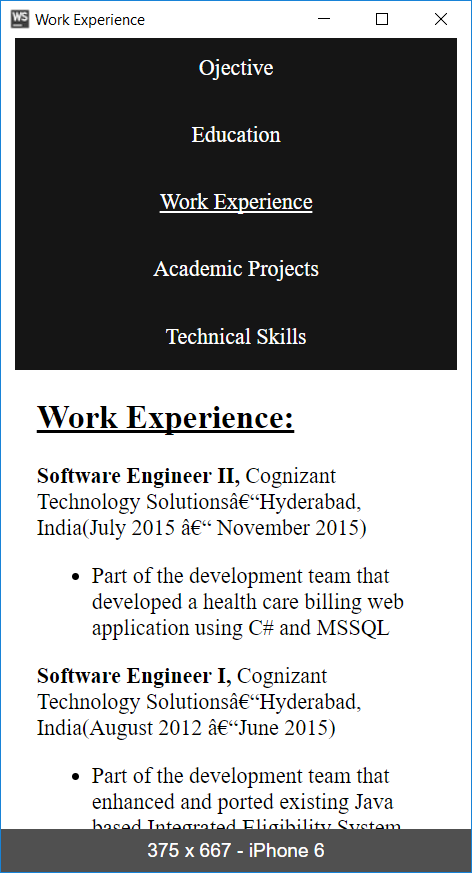 WS
Work Experience
Ojective
Education
Work Experience
Academic Projects
Technical Skills
Work Experience:
Software Engineer II, Cognizant
Technology Solutionsâ€“Hyderabad,
India(July 2015 â€“ November 2015)
Part of the development team that
developed a health care billing web
application using C# and MSSQL
Software Engineer I, Cognizant
Technology Solutionsâ€“Hyderabad,
India(August 2012 â€“June 2015)
Part of the development team that
enhanced and ported existing Java
based Integrated Eligibility System
375 x 667 - iPhone 6